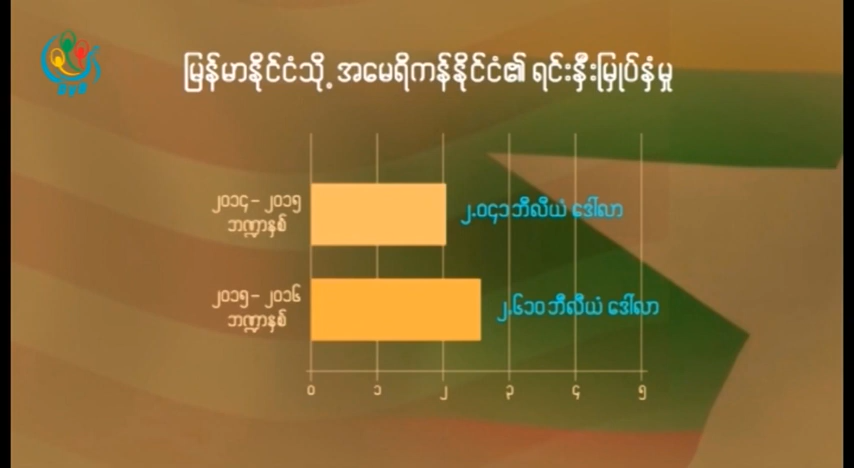 မြန်မာနိုင်ငံသို့ အမေရိကန်နိုင်ငံ၏ ရင်းနှီးမြှုပ်နှံမှု
၂၀၁၄ – ၂၀၁၅
ဘဏ္ဍာနှစ်
၂.၀၄၁ ဘီလီယံ ဒေါ်လာ
၂၀၁၅ – ၂၀၁၆
ဘဏ္ဍာနှစ်
၂.၆၁၀ ဘီလီယံ ဒေါ်လာ
၀ ၁ ၂ ၃ ၄ ၅